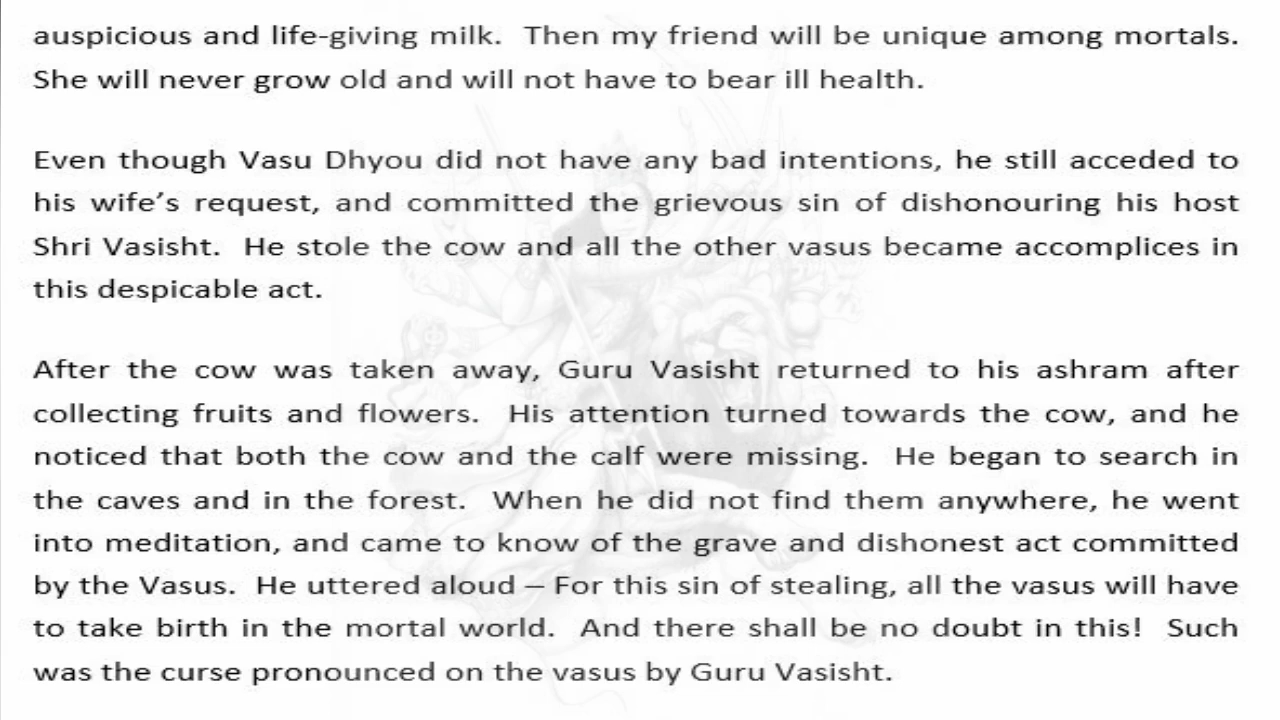 auspicious and life-giving milk.  Then my friend will be unique among mortals.
She will never grow old and will not have to bear ill health.
Even though Vasu Dhyou did not have any bad intentions, he still acceded to
his wife’s request, and committed the grievous sin of dishonouring his host
Shri Vasisht.  He stole the cow and all the other vasus became accomplices in
this despicable act.
After the cow was taken away, Guru Vasisht returned to his ashram after
collecting fruits and flowers.  His attention turned towards the cow, and he
noticed that both the cow and the calf were missing.  He began to search in
the caves and in the forest.  When he did not find them anywhere, he went
into meditation, and came to know of the grave and dishonest act committed
by the Vasus.  He uttered aloud – For this sin of stealing, all the vasus will have
to take birth in the mortal world.  And there shall be no doubt in this!  Such
was the curse pronounced on the vasus by Guru Vasisht.